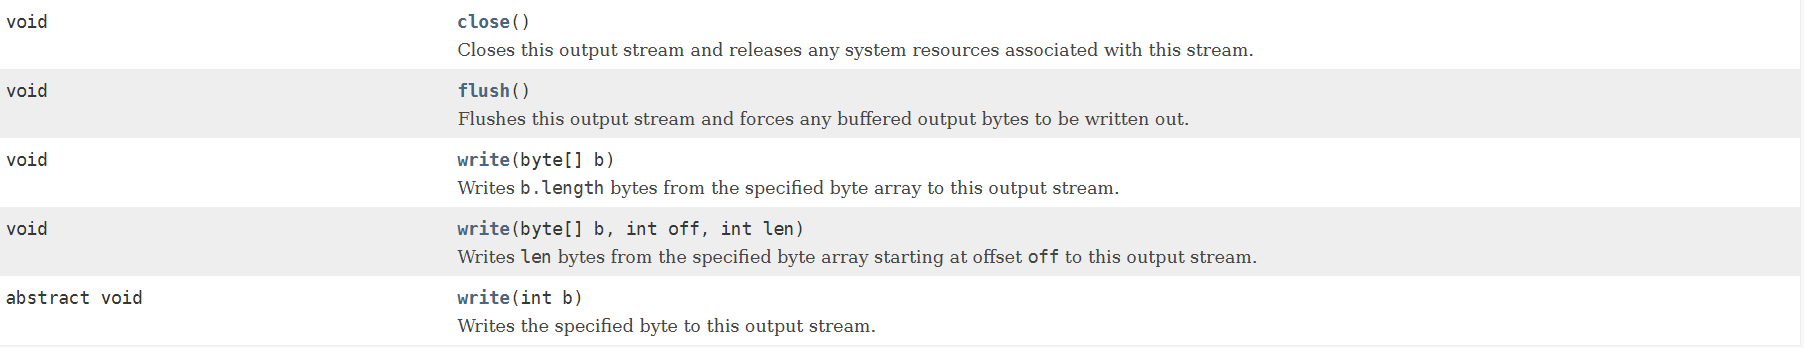 void close()
Closes this output stream and releases any system resources associated with this stream.
void flush()
Flushes this output stream and forces any buffered output bytes to be written out.
void write(byte[] b)
Writes b.length bytes from the specified byte array to this output stream.
void write(byte[] b, int off, int len)
Writes len bytes from the specified byte array starting at offset off to this output stream.
abstract void write(int b)
Writes the specified byte to this output stream.